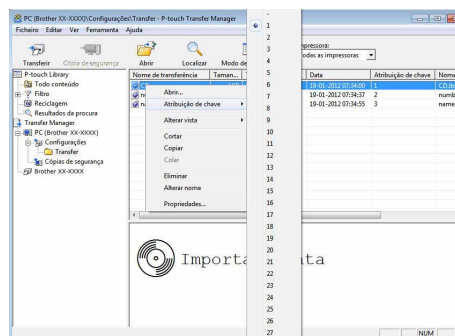 PC (Brother XX-XXXX)\Configurações\Transfer - P-touch Transfer Manager
Ficheiro Editar Ver Ferramenta Ajuda
Transferir
Cópia de segurança
Abrir
Localizar
Modo de
Todas as impressoras
P-touch Library
Todo conteúdo
Filtro
Reciclagem
Resultados da procura
Transfer Manager
PC (Brother XX-XXXX)
Configurações
Transfer
Cópias de segurança
Brother XX-XXXX
Nome de transferência Taman... Data Atribuição de chave Nome
19-01-2012 07:34:00 1 CD.lb
19-01-2012 07:34:37 2 numb
19-01-2012 07:34:55 3 name
Abrir...
Atribuição de chave
Alterar vista
Cortar
Copiar
Colar
Eliminar
Alterar nome
Propriedades...
-
1
2
3
4
5
6
7
8
9
10
11
12
13
14
15
16
17
18
19
20
21
22
23
24
25
26
27
Importa ata
NUM